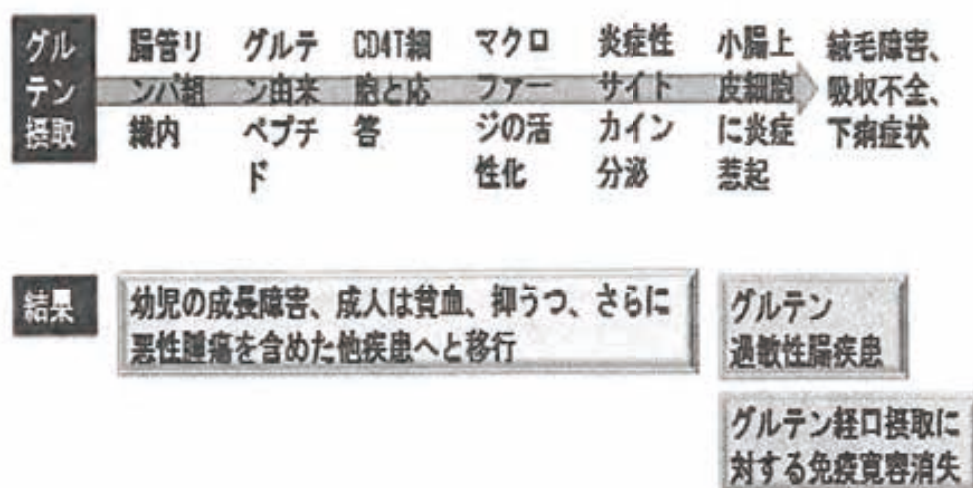 グル
テン
摂取
腸管リ
ンパ組
織内
グルテ
ン由来
ペプチ
ド
CD4T細
胞と応
答
マクロ
ファー
ジの活
性化
炎症性
サイト
カイン
分泌
小腸上
皮細胞
に炎症
惹起
絨毛障害、
吸収不全、
下痢症状
結果
幼児の成長障害、成人は貧血、抑うつ、さらに
悪性腫瘍を含めた他疾患へと移行
グルテン
過敏性腸疾患
グルテン経口摂取に
対する免疫寛容消失